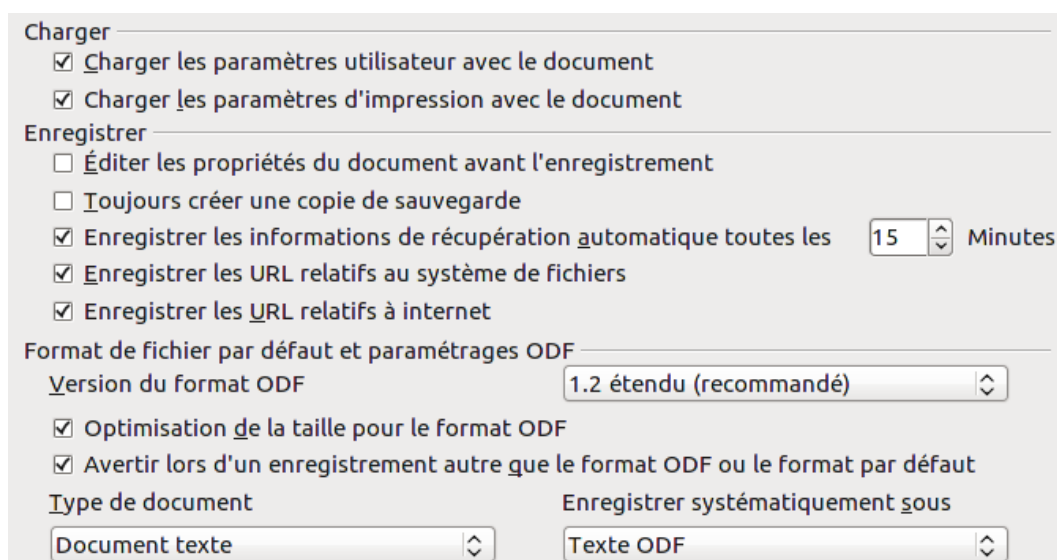 Charger
Charger les paramètres utilisateur avec le document
Charger les paramètres d'impression avec le document
Enregistrer
Éditer les propriétés du document avant l'enregistrement
Toujours créer une copie de sauvegarde
Enregistrer les informations de récupération automatique toutes les 15 Minutes
Enregistrer les URL relatifs au système de fichiers
Enregistrer les URL relatifs à internet
Format de fichier par défaut et paramétrages ODF
Version du format ODF 1.2 étendu (recommandé)
Optimisation de la taille pour le format ODF
Avertir lors d'un enregistrement autre que le format ODF ou le format par défaut
Type de document Enregistrer systématiquement sous
Document texte Texte ODF